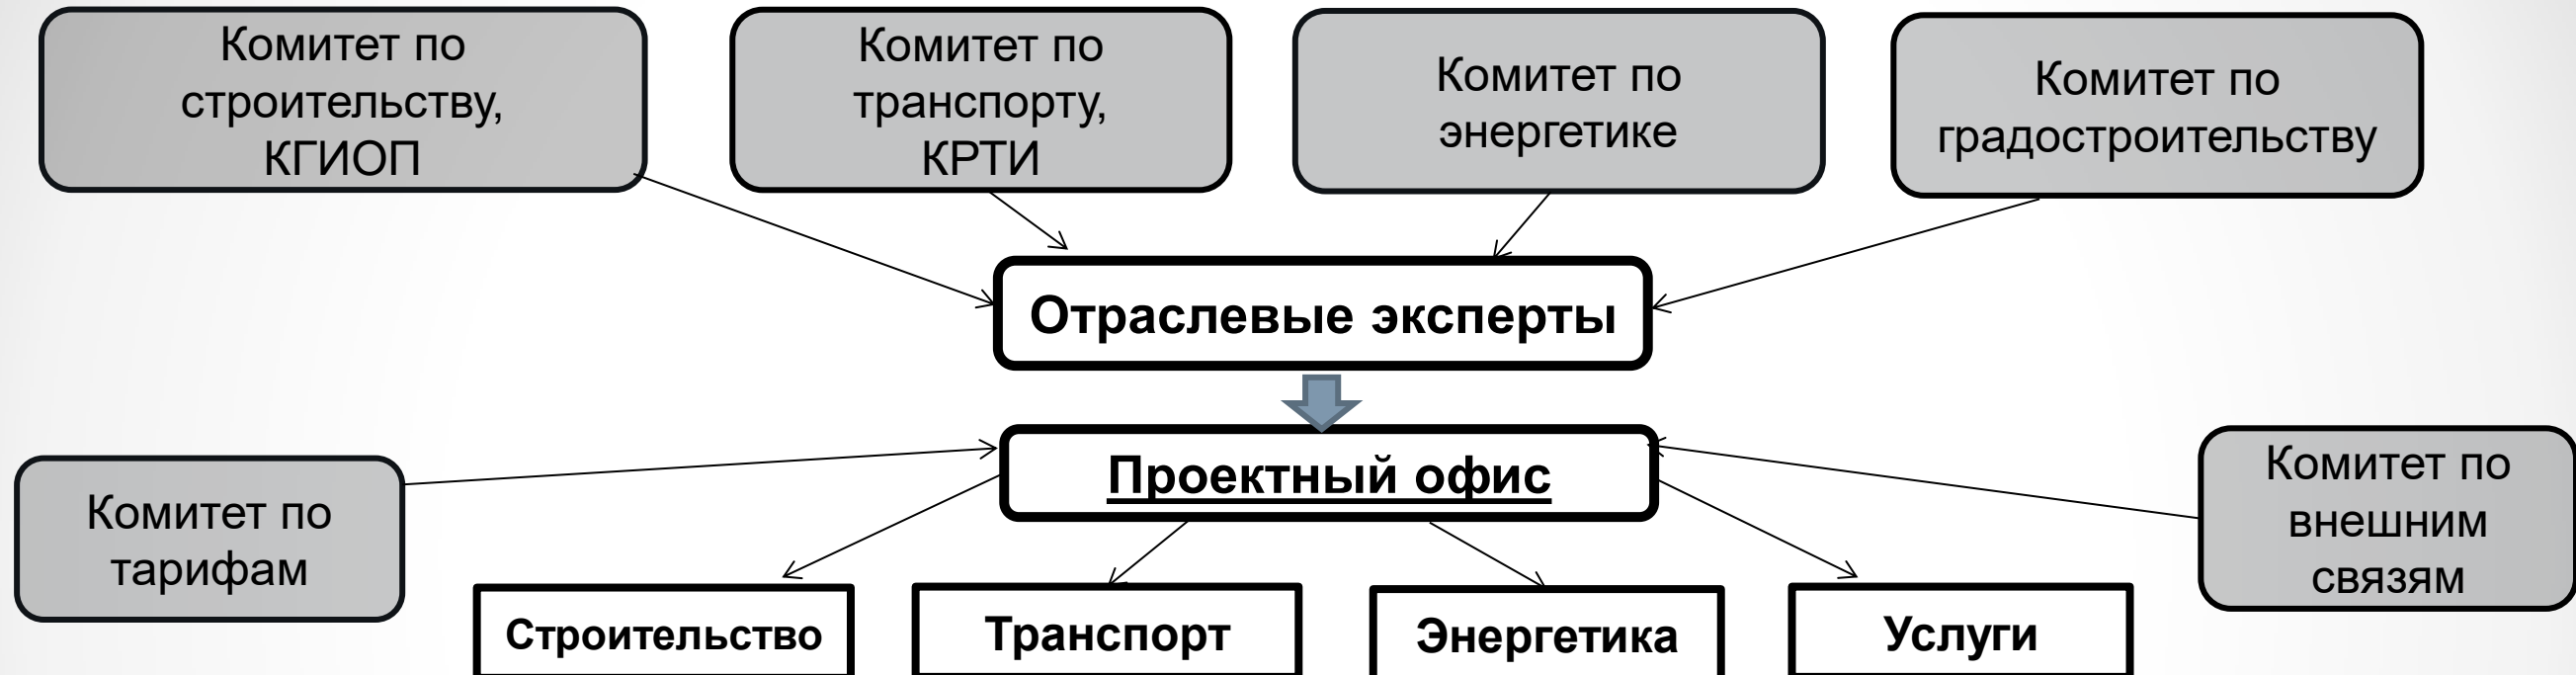 Комитет по
строительству,
КГИОП
Комитет по
транспорту,
КРТИ
Комитет по
энергетике
Комитет по
градостроительству
Отраслевые эксперты
Проектный офис
Комитет по
тарифам
Комитет по
внешним
связям
Строительство
Транспорт
Энергетика
Услуги